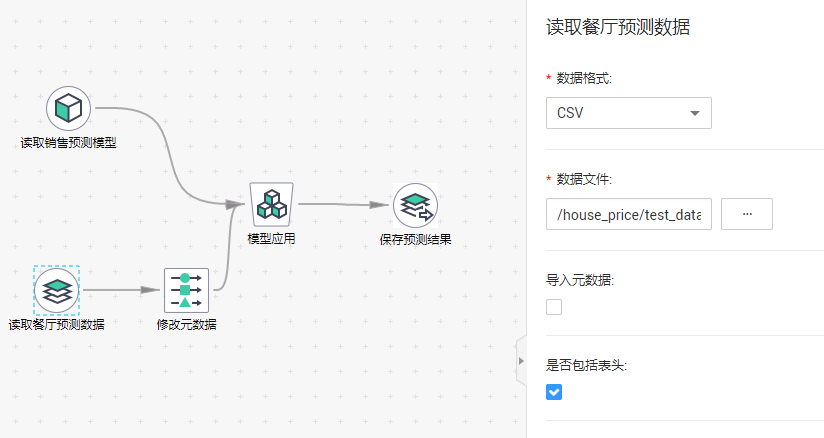 读取销售预测模型
模型应用
保存预测结果
读取餐厅预测数据
修改元数据
读取餐厅预测数据
* 数据格式:
CSV
* 数据文件:
/house_price/test_data
...
导入元数据:
是否包括表头: